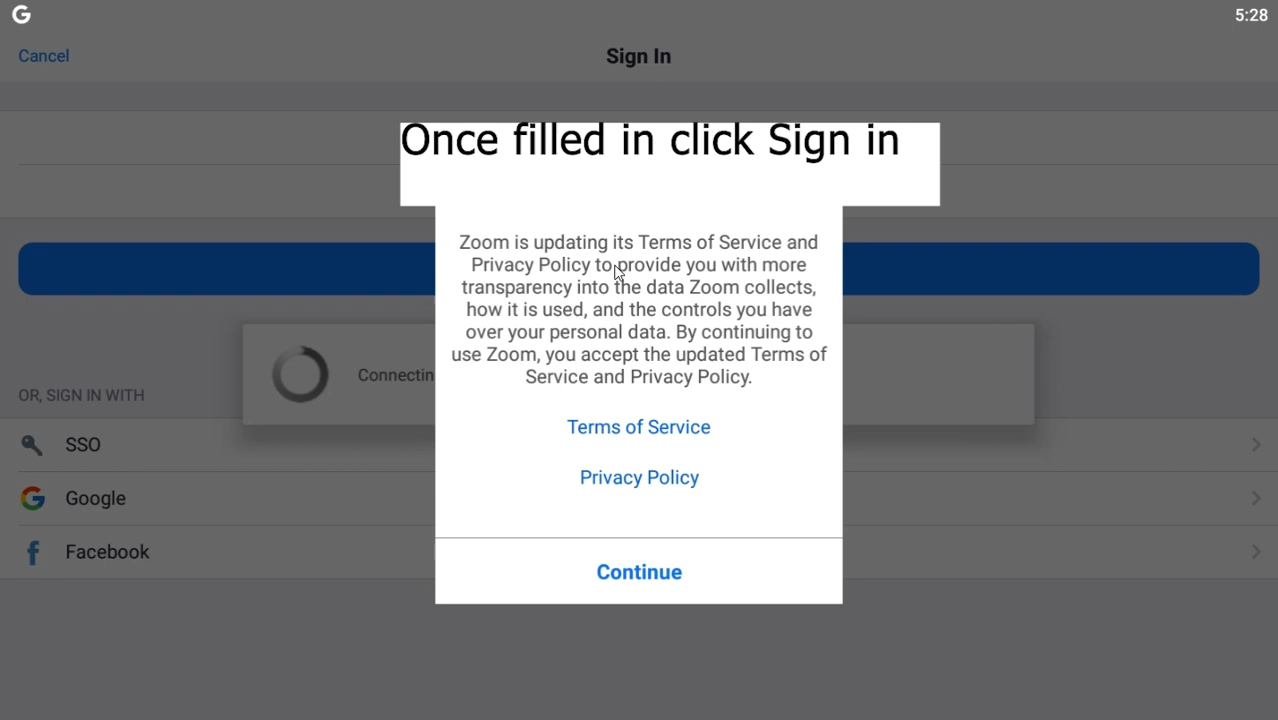 5:28
Cancel
Sign In
Once filled in click Sign in
Zoom is updating its Terms of Service and
Privacy Policy to provide you with more
transparency into the data Zoom collects,
how it is used, and the controls you have
over your personal data. By continuing to
use Zoom, you accept the updated Terms of
Service and Privacy Policy.
Connectin
OR, SIGN IN WITH
Terms of Service
SSO
Privacy Policy
Google
Facebook
Continue